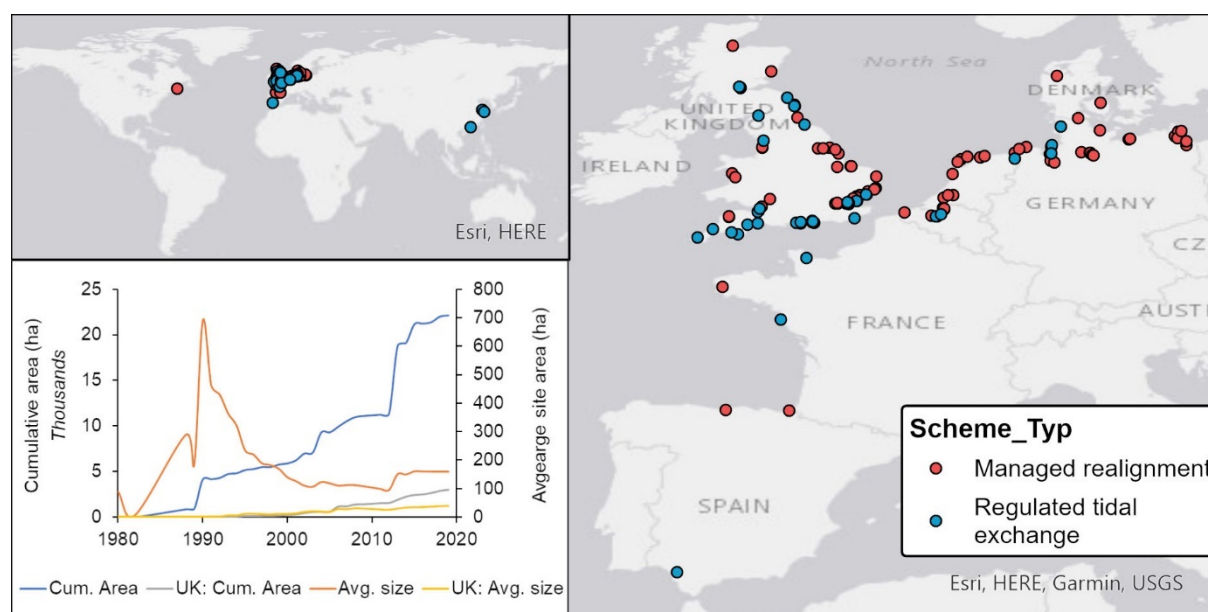 Esri, HERE
North Sea
DENMARK
UNITED
KINGDOM
IRELAND
GERMANY
CZ
AUST
FRANCE
SPAIN
Scheme_Typ
Managed realignment
Regulated tidal
exchange
Esri, HERE, Garmin, USGS
Cumulative area (ha)
Thousands
25
20
15
10
5
0
800
700
600
500
400
300
200
100
0
Avgearge site area (ha)
1980 1990 2000 2010 2020
Cum. Area UK: Cum. Area Avg. size UK: Avg. size